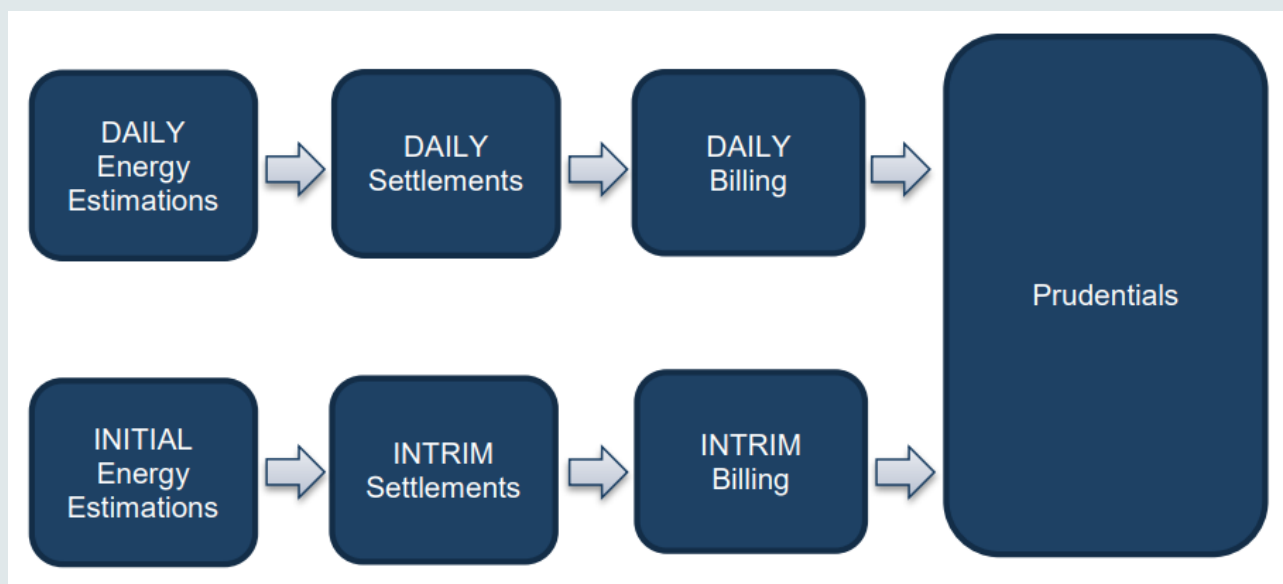 DAILY
Energy
Estimations
DAILY
Settlements
DAILY
Billing
Prudentials
INITIAL
Energy
Estimations
INTRIM
Settlements
INTRIM
Billing